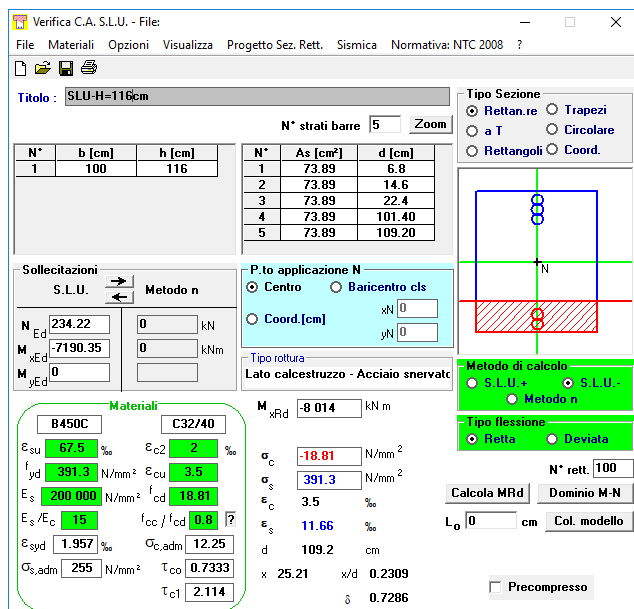 Verifica C.A. S.L.U. - File:
File Materiali Opzioni Visualizza Progetto Sez. Rett. Sismica Normativa: NTC 2008 ?
Titolo : SLU-H=116cm
N° strati barre 5 Zoom
N° b [cm] h [cm]
1 100 116
N° As [cm²] d [cm]
1 73.89 6.8
2 73.89 14.6
3 73.89 22.4
4 73.89 101.40
5 73.89 109.20
Tipo Sezione
Rettan.re Trapezi
a T Circolare
Rettangoli Coord.
N
Sollecitazioni
S.L.U. Metodo n
N Ed 234.22 0 kN
M xEd -7190.35 0 kNm
M yEd 0 0
P.to applicazione N
Centro Baricentro cls
Coord.[cm] xN 0
yN 0
Tipo rottura
Lato calcestruzzo - Acciaio snervato
Metodo di calcolo
S.L.U.+ S.L.U.-
Metodo n
Tipo flessione
Retta Deviata
N° rett. 100
Calcola MRd Dominio M-N
L₀ 0 cm Col. modello
Precompresso
Materiali
B450C C32/40
εsu 67.5 ‰ εc2 2 ‰
fyd 391.3 N/mm² εcu 3.5
Es 200 000 N/mm² fcd 18.81
Es/Ec 15 fcc/fcd 0.8 ?
εsyd 1.957 ‰ σc,adm 12.25
σs,adm 255 N/mm² τco 0.7333
τc1 2.114
M xRd -8 014 kN m
σc -18.81 N/mm²
σs 391.3 N/mm²
εc 3.5 ‰
εs 11.66 ‰
d 109.2 cm
x 25.21 x/d 0.2309
δ 0.7286